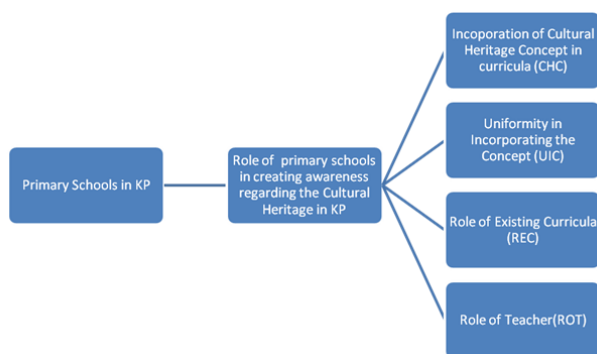 Primary Schools in KP
Role of primary schools
in creating awareness
regarding the Cultural
Heritage in KP
Incoporation of Cultural
Heritage Concept in
curricula (CHC)
Uniformity in
Incorporating the
Concept (UIC)
Role of Existing Curricula
(REC)
Role of Teacher(ROT)